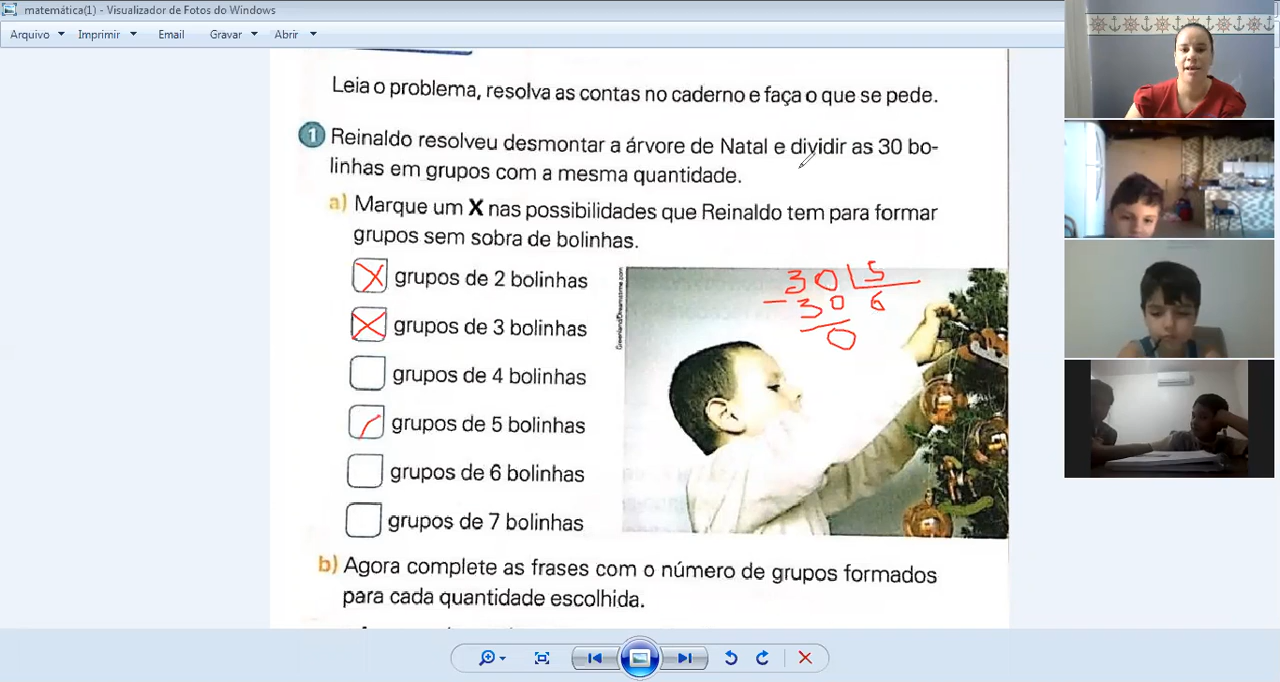 matemática(1) - Visualizador de Fotos do Windows
Arquivo Imprimir Email Gravar Abrir
Leia o problema, resolva as contas no caderno e faça o que se pede.
1 Reinaldo resolveu desmontar a árvore de Natal e dividir as 30 bo-
linhas em grupos com a mesma quantidade.
a) Marque um X nas possibilidades que Reinaldo tem para formar
grupos sem sobra de bolinhas.
X grupos de 2 bolinhas
X grupos de 3 bolinhas
grupos de 4 bolinhas
grupos de 5 bolinhas
grupos de 6 bolinhas
grupos de 7 bolinhas
30 5
- 30 6
0
b) Agora complete as frases com o número de grupos formados
para cada quantidade escolhida.